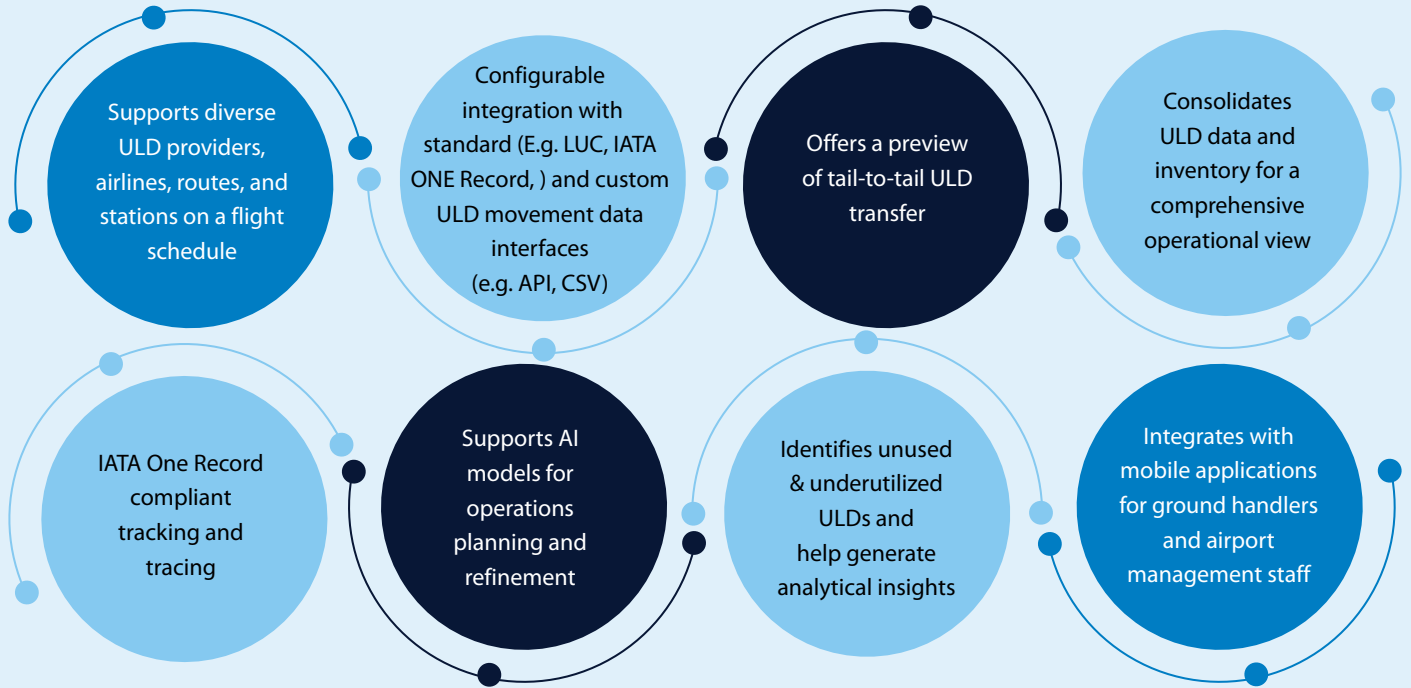 Supports diverse
ULD providers,
airlines, routes, and
stations on a flight
schedule
Configurable
integration with
standard (E.g. LUC, IATA
ONE Record, ) and custom
ULD movement data
interfaces
(e.g. API, CSV)
Offers a preview
of tail-to-tail ULD
transfer
Consolidates
ULD data and
inventory for a
comprehensive
operational view
IATA One Record
compliant
tracking and
tracing
Supports AI
models for
operations
planning and
refinement
Identifies unused
& underutilized
ULDs and
help generate
analytical insights
Integrates with
mobile applications
for ground handlers
and airport
management staff